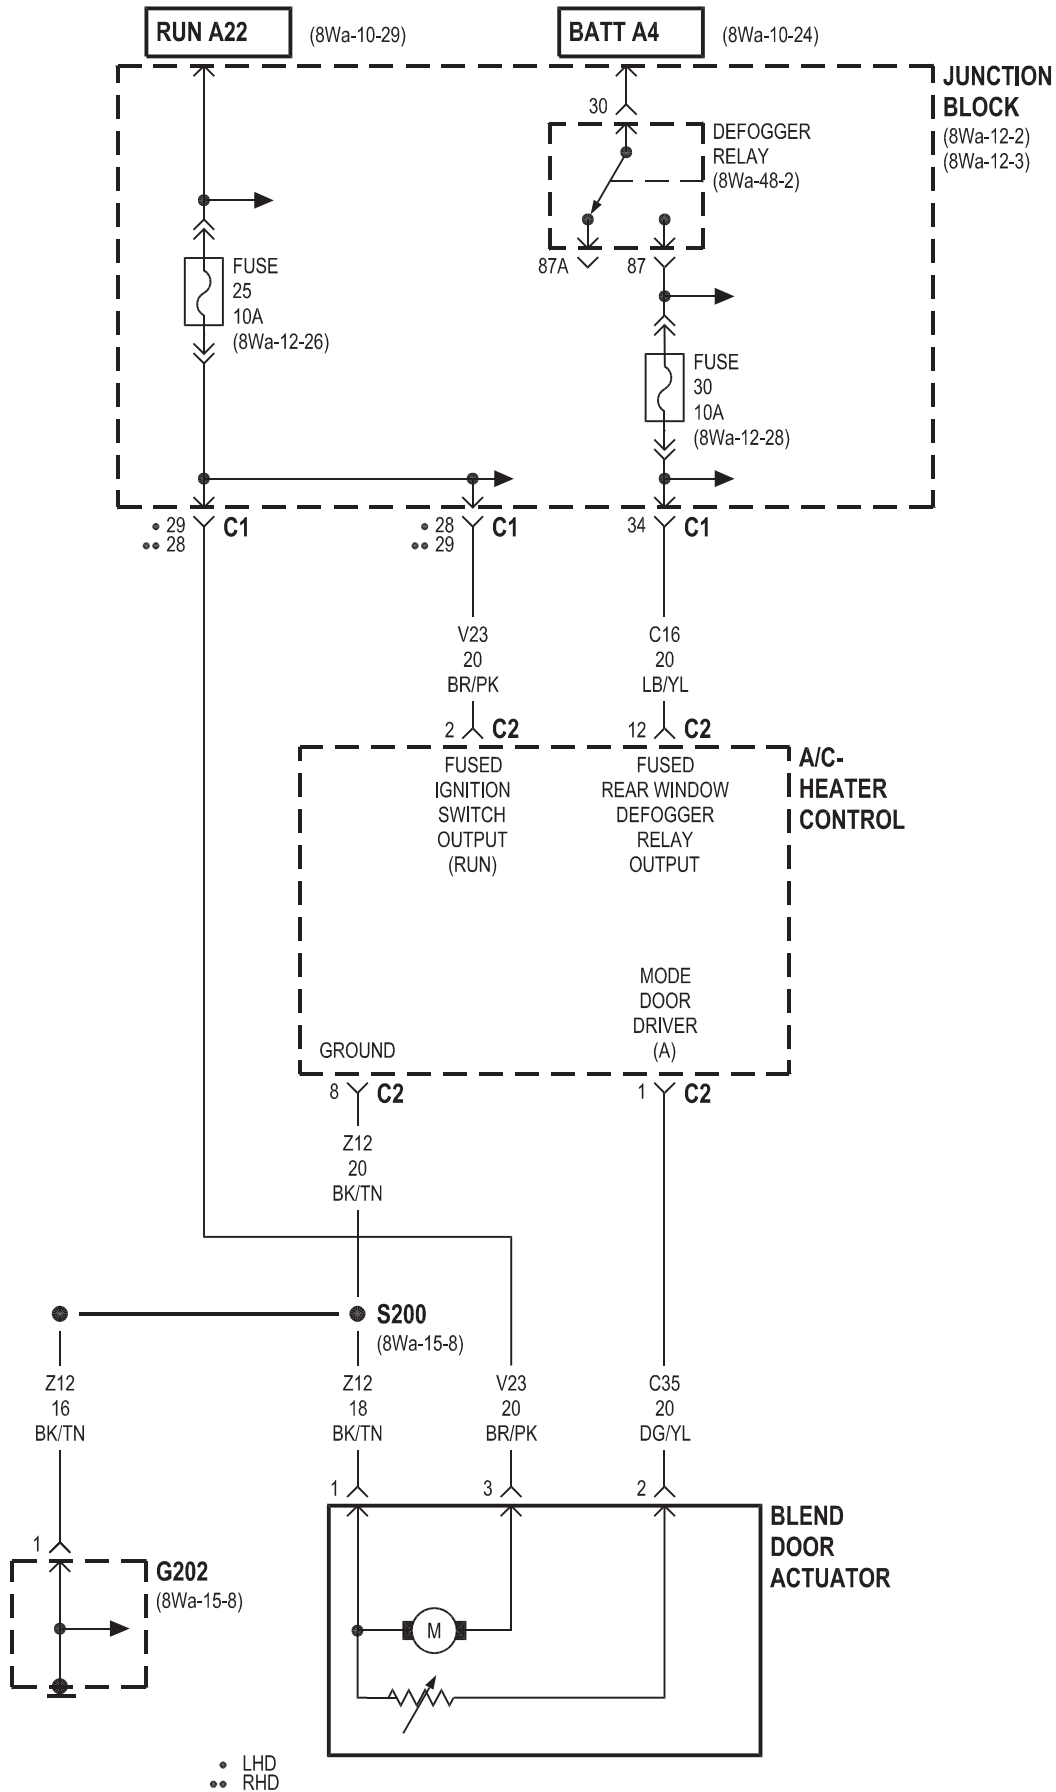 RUN A22
(8Wa-10-29)
BATT A4
(8Wa-10-24)
JUNCTION
BLOCK
(8Wa-12-2)
(8Wa-12-3)
30
DEFOGGER
RELAY
(8Wa-48-2)
87A
87
FUSE
25
10A
(8Wa-12-26)
FUSE
30
10A
(8Wa-12-28)
• 29
•• 28
C1
• 28
•• 29
C1
34
C1
V23
20
BR/PK
C16
20
LB/YL
2
C2
12
C2
A/C-
HEATER
CONTROL
FUSED
IGNITION
SWITCH
OUTPUT
(RUN)
FUSED
REAR WINDOW
DEFOGGER
RELAY
OUTPUT
MODE
DOOR
DRIVER
(A)
GROUND
8
C2
1
C2
Z12
20
BK/TN
S200
(8Wa-15-8)
Z12
16
BK/TN
Z12
18
BK/TN
V23
20
BR/PK
C35
20
DG/YL
1
3
2
BLEND
DOOR
ACTUATOR
1
G202
(8Wa-15-8)
M
• LHD
•• RHD